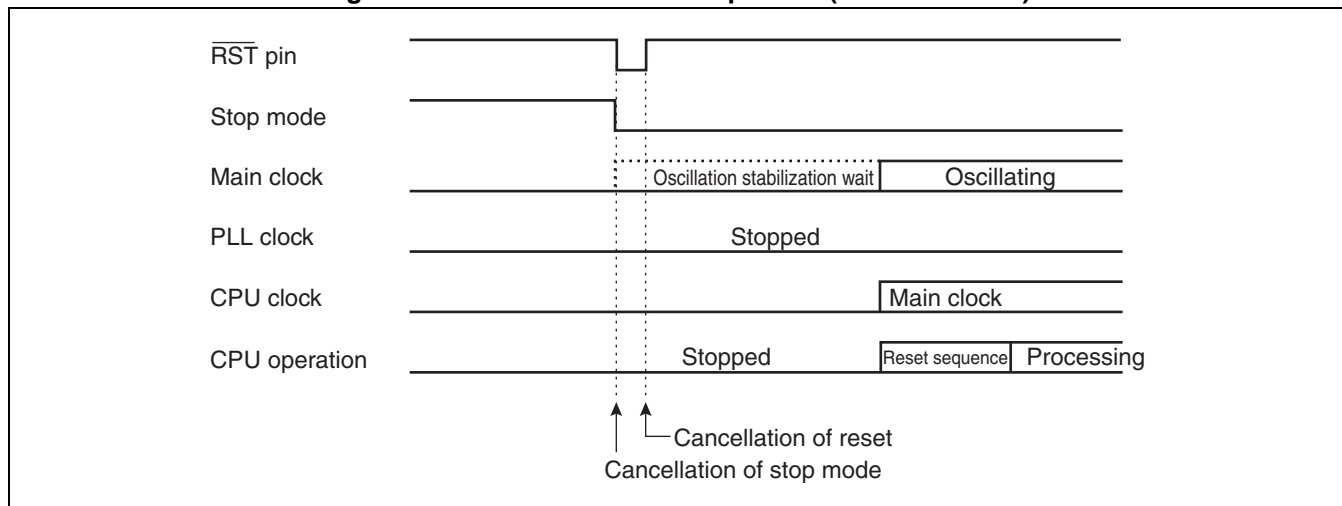 RST pin
Stop mode
Main clock
Oscillation stabilization wait
Oscillating
PLL clock
Stopped
CPU clock
Main clock
CPU operation
Stopped
Reset sequence
Processing
Cancellation of reset
Cancellation of stop mode